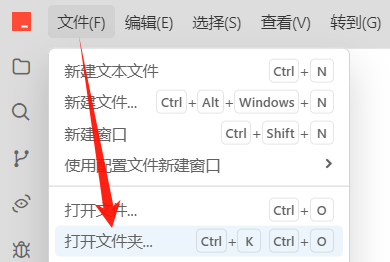 文件(F) 编辑(E) 选择(S) 查看(V) 转到(G)
新建文本文件 Ctrl + N
新建文件... Ctrl + Alt + Windows + N
新建窗口 Ctrl + Shift + N
使用配置文件新建窗口
打开文件... Ctrl + O
打开文件夹... Ctrl + K Ctrl + O